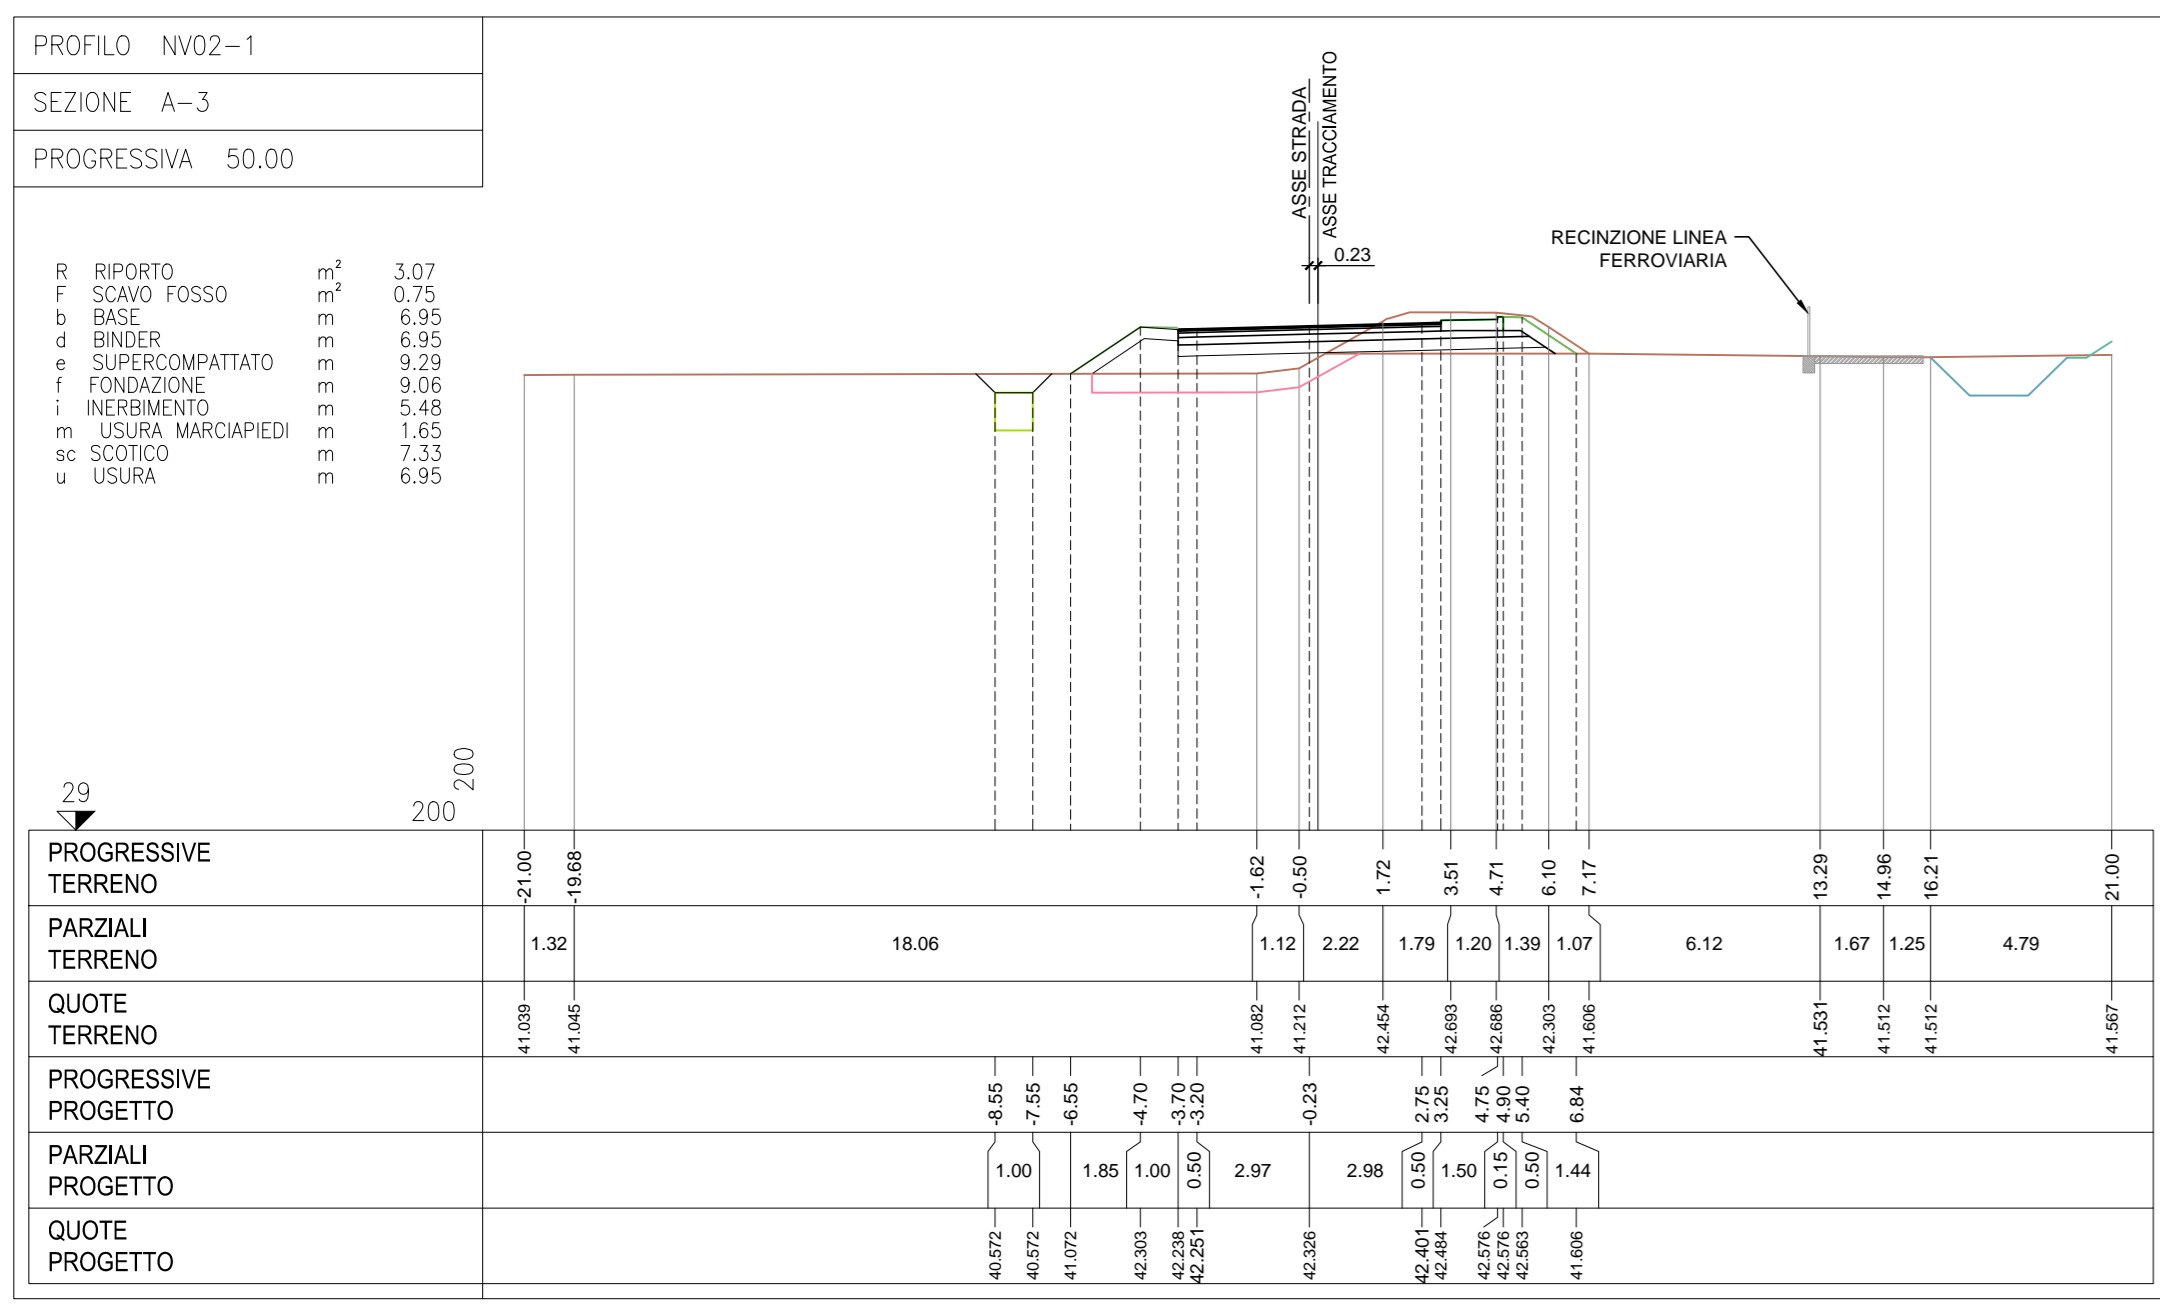 PROFILO NV02-1
SEZIONE A-3
PROGRESSIVA 50.00
ASSE STRADA
ASSE TRACCIAMENTO
0.23
RECINZIONE LINEA
FERROVIARIA
R RIPORTO m² 3.07
F SCAVO FOSSO m² 0.75
b BASE m 6.95
d BINDER m 6.95
e SUPERCOMPATTATO m 9.29
f FONDAZIONE m 9.06
i INERBIMENTO m 5.48
m USURA MARCIAPIEDI m 1.65
sc SCOTICO m 7.33
u USURA m 6.95
29
200
200
PROGRESSIVE
TERRENO
-21.00 -19.68 -1.62 -0.50 1.72 3.51 4.71 6.10 7.17 13.29 14.96 16.21 21.00
PARZIALI
TERRENO
1.32 18.06 1.12 2.22 1.79 1.20 1.39 1.07 6.12 1.67 1.25 4.79
QUOTE
TERRENO
41.039 41.045 41.082 41.212 42.454 42.693 42.686 42.303 41.606 41.531 41.512 41.512 41.567
PROGRESSIVE
PROGETTO
-8.55 -7.55 -6.55 -4.70 -3.70 -3.20 -0.23 2.75 3.25 4.75 4.90 5.40 6.84
PARZIALI
PROGETTO
1.00 1.85 1.00 0.50 2.97 2.98 0.50 1.50 0.15 0.50 1.44
QUOTE
PROGETTO
40.572 40.572 41.072 42.303 42.238 42.251 42.326 42.401 42.484 42.576 42.576 42.563 41.606